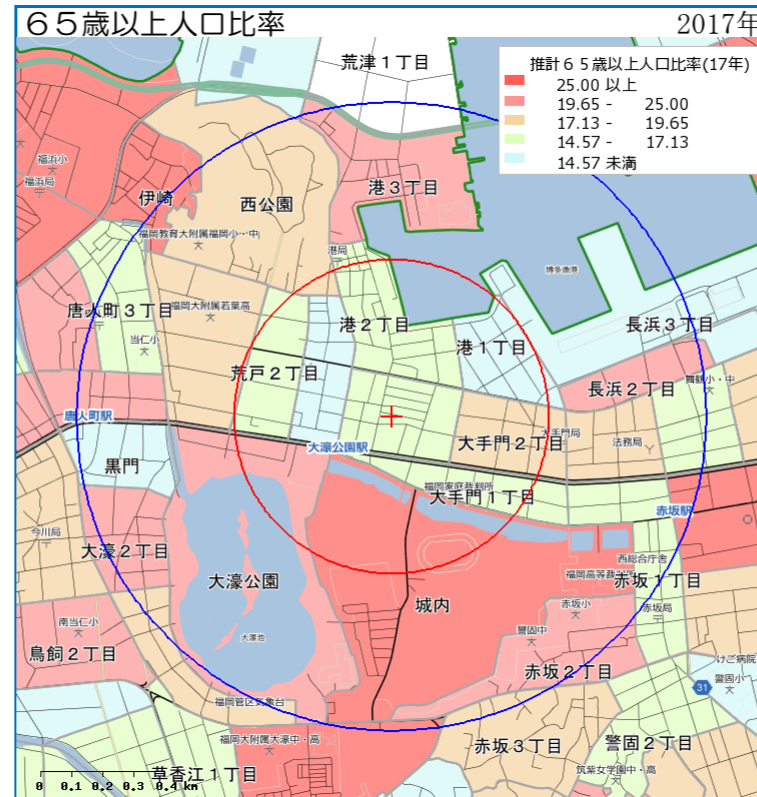 65歳以上人口比率
2017年
荒津1丁目
推計65歳以上人口比率(17年)
25.00 以上
19.65 - 25.00
17.13 - 19.65
14.57 - 17.13
14.57 未満
福浜小
福浜局
伊崎
西公園
港3丁目
福岡教育大附属福岡小・中
港局
博多漁港
唐人町3丁目
福岡大附属若葉高
当仁小
港2丁目
港1丁目
長浜3丁目
荒戸2丁目
長浜2丁目
舞鶴小・中
唐人町駅
大濠公園駅
大手門2丁目
大手門局
法務局
黒門
福岡家庭裁判所
大手門1丁目
赤坂駅
今川局
大濠2丁目
西総合庁舎
大濠公園
城内
福岡高等裁
赤坂1丁目
赤坂小
赤坂局
南当仁小
鳥飼2丁目
大濠池
警固中
赤坂2丁目
けご病院
警固小
31
福岡管区気象台
福岡大附属大濠中・高
赤坂3丁目
警固2丁目
草香江1丁目
筑紫女学園中・高
0 0.1 0.2 0.3 0.4 km